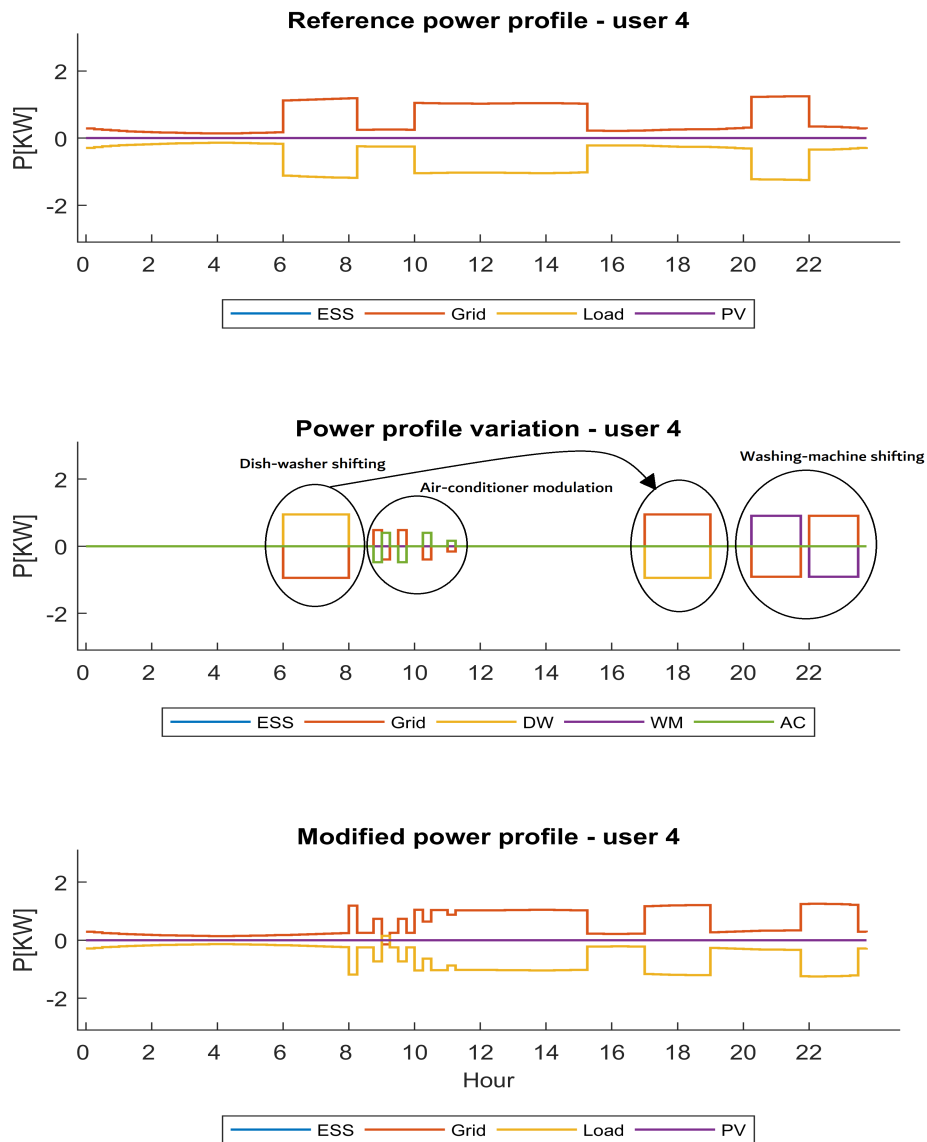 Reference power profile - user 4
2
0
-2
P[KW]
0 2 4 6 8 10 12 14 16 18 20 22
ESS Grid Load PV
Power profile variation - user 4
Dish-washer shifting
Washing-machine shifting
Air-conditioner modulation
2
0
-2
P[KW]
0 2 4 6 8 10 12 14 16 18 20 22
ESS Grid DW WM AC
Modified power profile - user 4
2
0
-2
P[KW]
0 2 4 6 8 10 12 14 16 18 20 22
Hour
ESS Grid Load PV